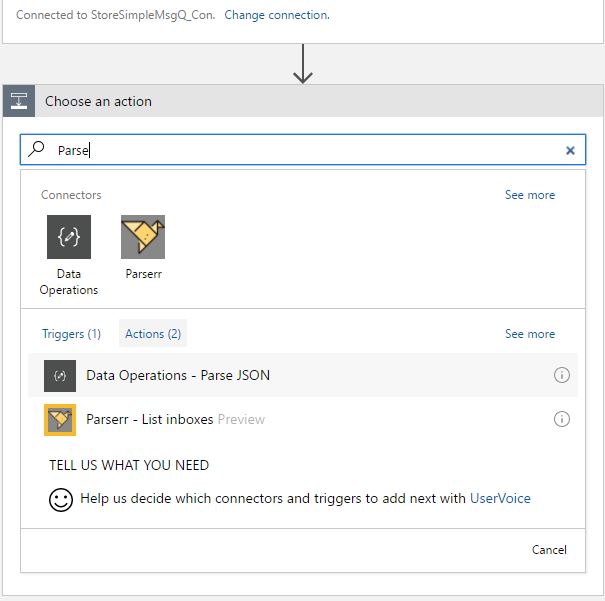 Connected to StoreSimpleMsgQ_Con. Change connection.
Choose an action
Parse
Connectors See more
Data
Operations
Parserr
Triggers (1) Actions (2) See more
Data Operations - Parse JSON
Parserr - List inboxes Preview
TELL US WHAT YOU NEED
Help us decide which connectors and triggers to add next with UserVoice
Cancel